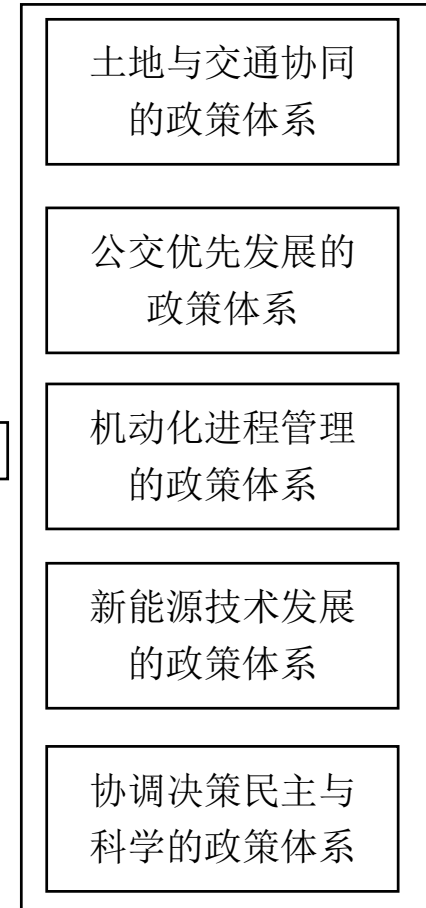 土地与交通协同
的政策体系
公交优先发展的
政策体系
机动化进程管理
的政策体系
新能源技术发展
的政策体系
协调决策民主与
科学的政策体系